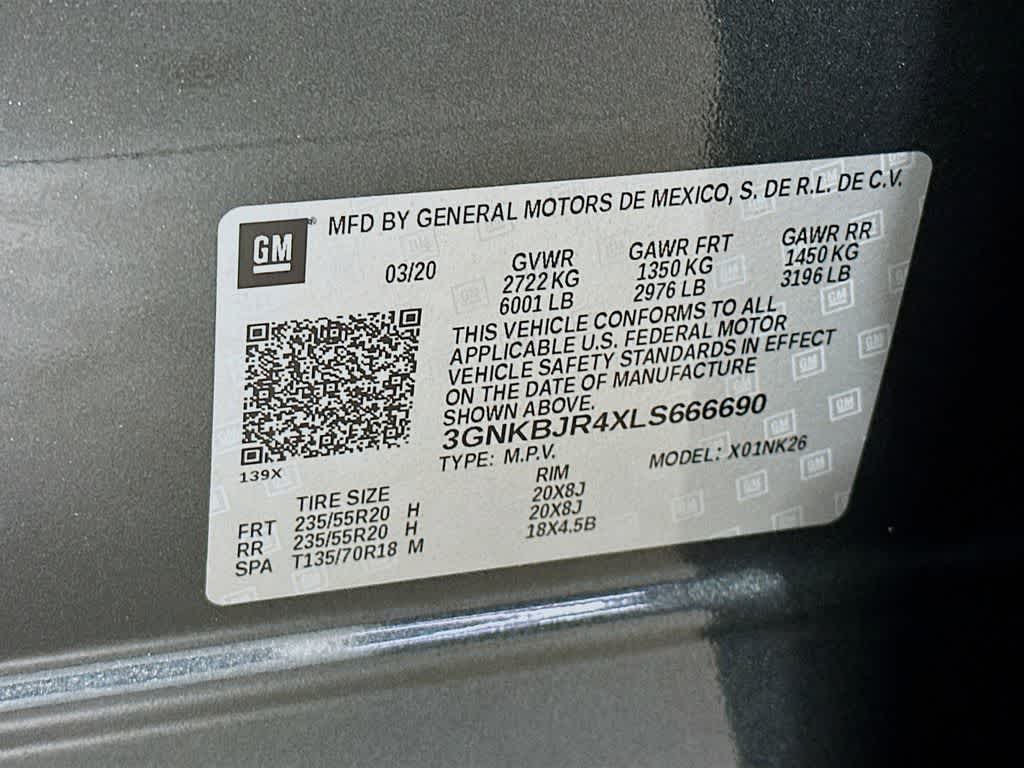 GM
MFD BY GENERAL MOTORS DE MEXICO, S. DE R.L. DE C.V.
03/20
GVWR GAWR FRT GAWR RR
2722 KG 1350 KG 1450 KG
6001 LB 2976 LB 3196 LB
THIS VEHICLE CONFORMS TO ALL
APPLICABLE U.S. FEDERAL MOTOR
VEHICLE SAFETY STANDARDS IN EFFECT
ON THE DATE OF MANUFACTURE
SHOWN ABOVE.
3GNKBJR4XLS666690
TYPE: M.P.V. MODEL: X01NK26
139X
TIRE SIZE RIM
FRT 235/55R20 H 20X8J
RR 235/55R20 H 20X8J
SPA T135/70R18 M 18X4.5B